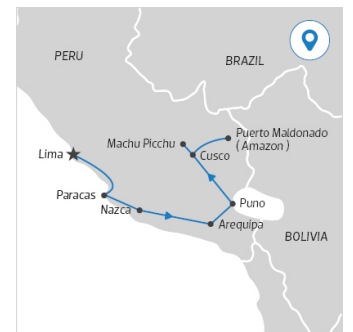 PERU
BRAZIL
Puerto Maldonado
( Amazon )
Machu Picchu
Lima
Cusco
Paracas
Puno
Nazca
Arequipa
BOLIVIA